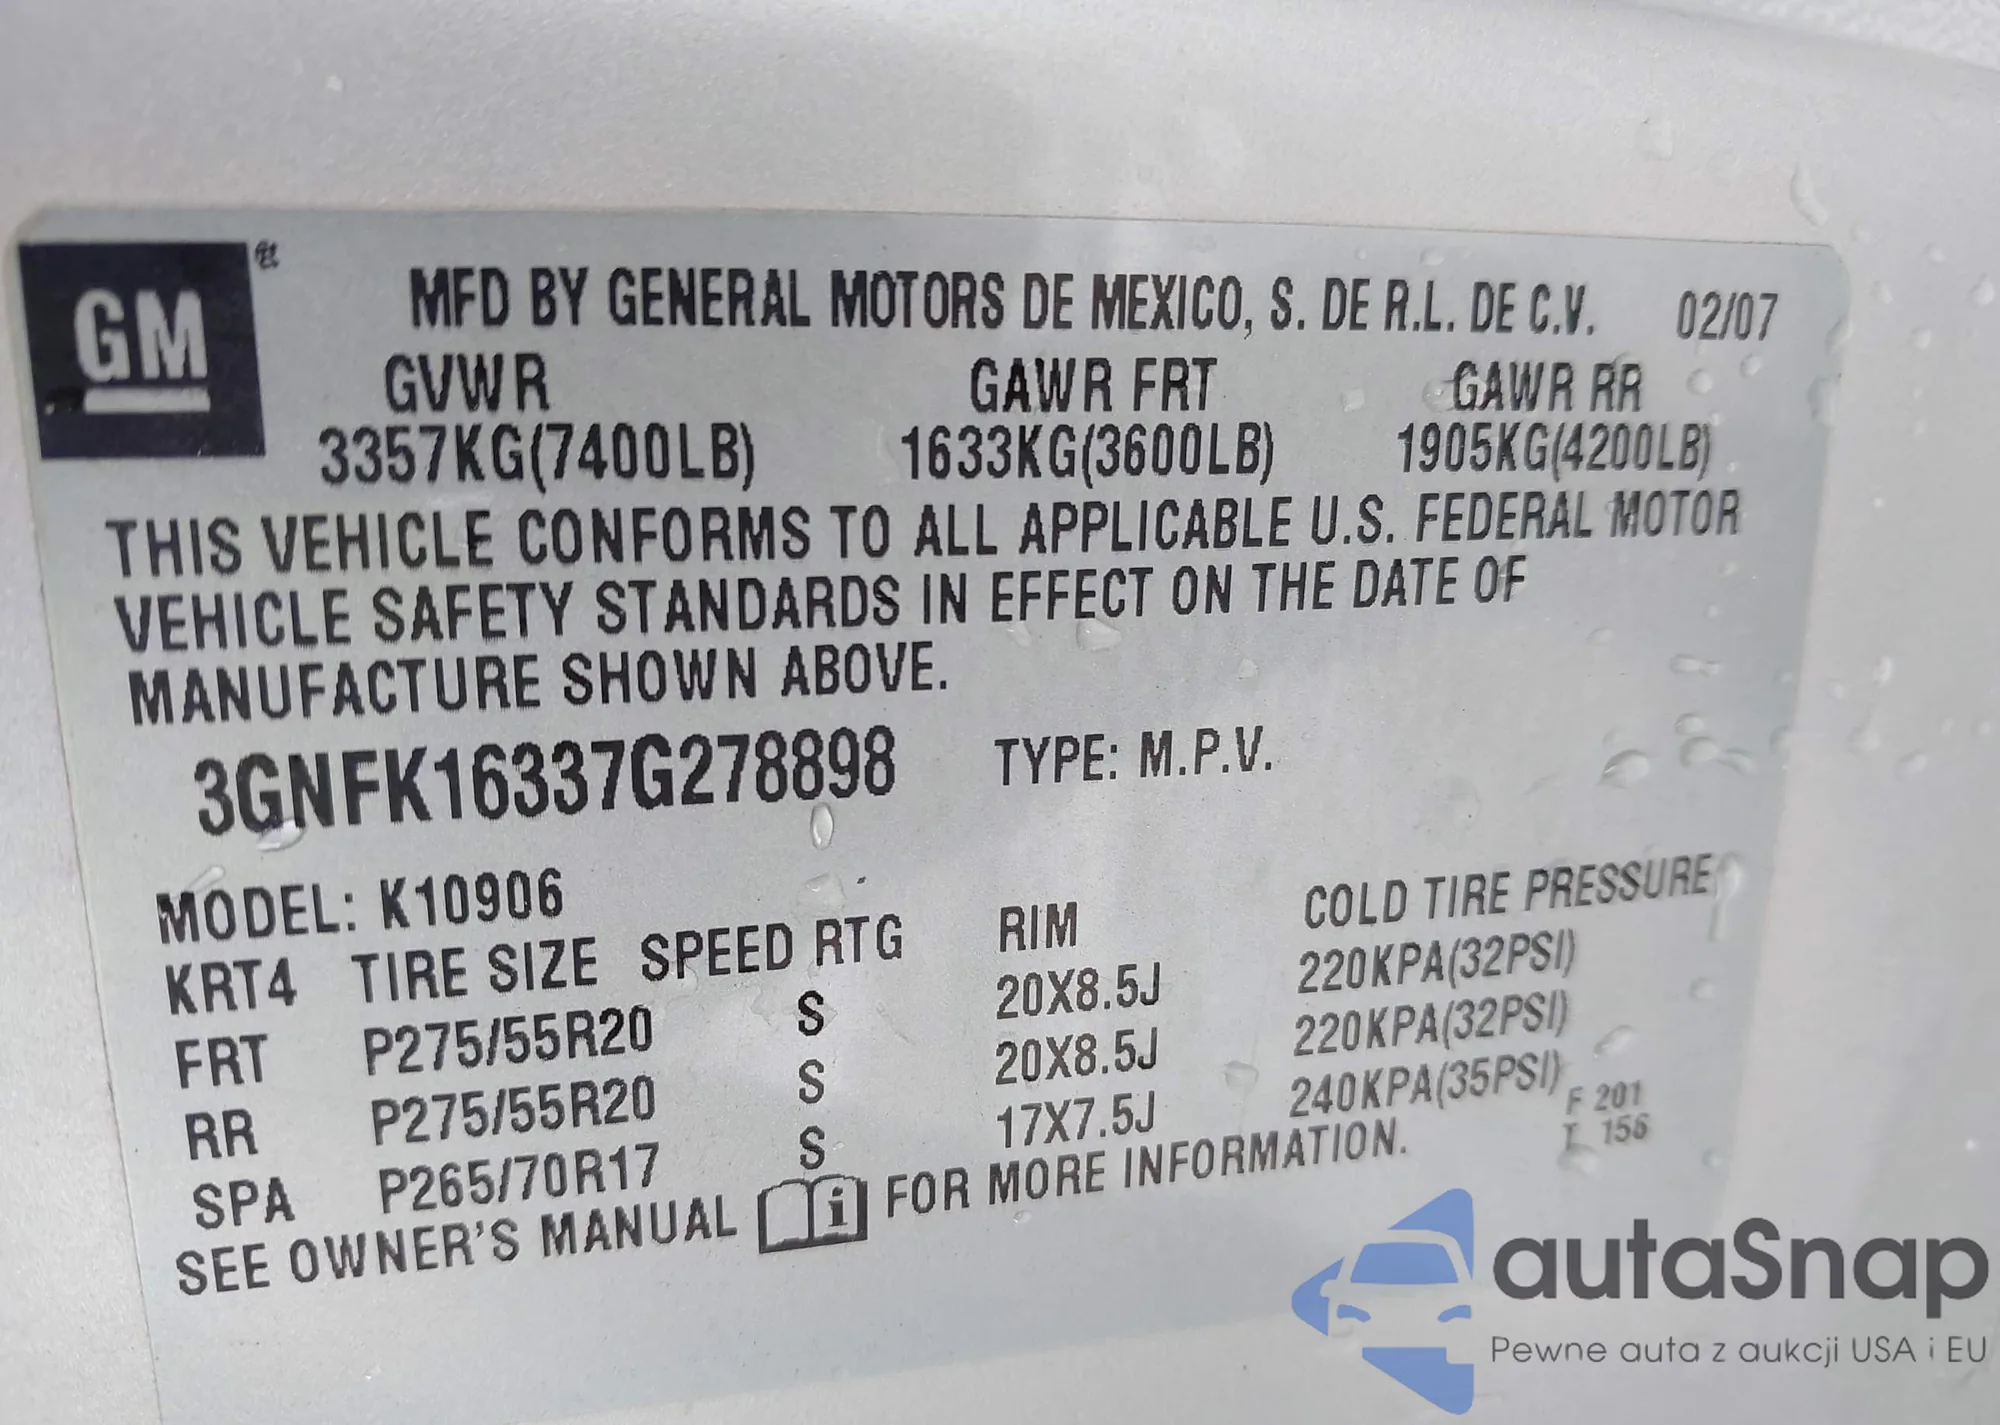 GM
MFD BY GENERAL MOTORS DE MEXICO, S. DE R.L. DE C.V. 02/07
GVWR GAWR FRT GAWR RR
3357KG(7400LB) 1633KG(3600LB) 1905KG(4200LB)
THIS VEHICLE CONFORMS TO ALL APPLICABLE U.S. FEDERAL MOTOR
VEHICLE SAFETY STANDARDS IN EFFECT ON THE DATE OF
MANUFACTURE SHOWN ABOVE.
3GNFK16337G278898 TYPE: M.P.V.
MODEL: K10906
KRT4 TIRE SIZE SPEED RTG RIM COLD TIRE PRESSURE
FRT P275/55R20 S 20X8.5J 220KPA(32PSI)
RR P275/55R20 S 20X8.5J 220KPA(32PSI)
SPA P265/70R17 S 17X7.5J 240KPA(35PSI)
SEE OWNER'S MANUAL i FOR MORE INFORMATION.
F 201
T 156
autaSnap
Pewne auta z aukcji USA i EU